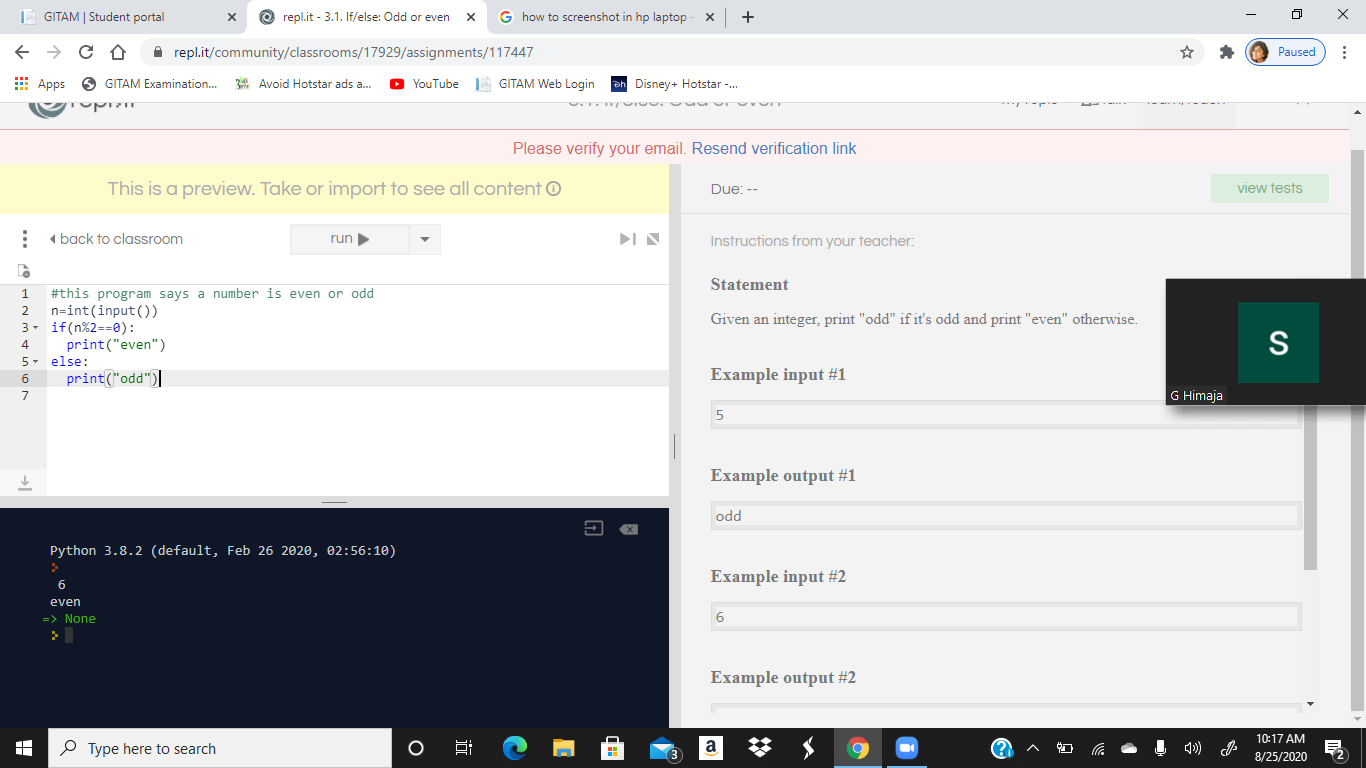 GITAM | Student portal
repl.it - 3.1. If/else: Odd or even
how to screenshot in hp laptop -
repl.it/community/classrooms/17929/assignments/117447
Paused
Apps
GITAM Examination...
Avoid Hotstar ads a...
YouTube
GITAM Web Login
Disney+ Hotstar -...
Please verify your email. Resend verification link
This is a preview. Take or import to see all content
back to classroom
run
1 #this program says a number is even or odd
2 n=int(input())
3 if(n%2==0):
4 print("even")
5 else:
6 print("odd")
7
Python 3.8.2 (default, Feb 26 2020, 02:56:10)
6
even
=> None
Due: --
view tests
Instructions from your teacher:
Statement
Given an integer, print "odd" if it's odd and print "even" otherwise.
Example input #1
5
Example output #1
odd
Example input #2
6
Example output #2
S
G Himaja
Type here to search
3
a
10:17 AM
8/25/2020
2